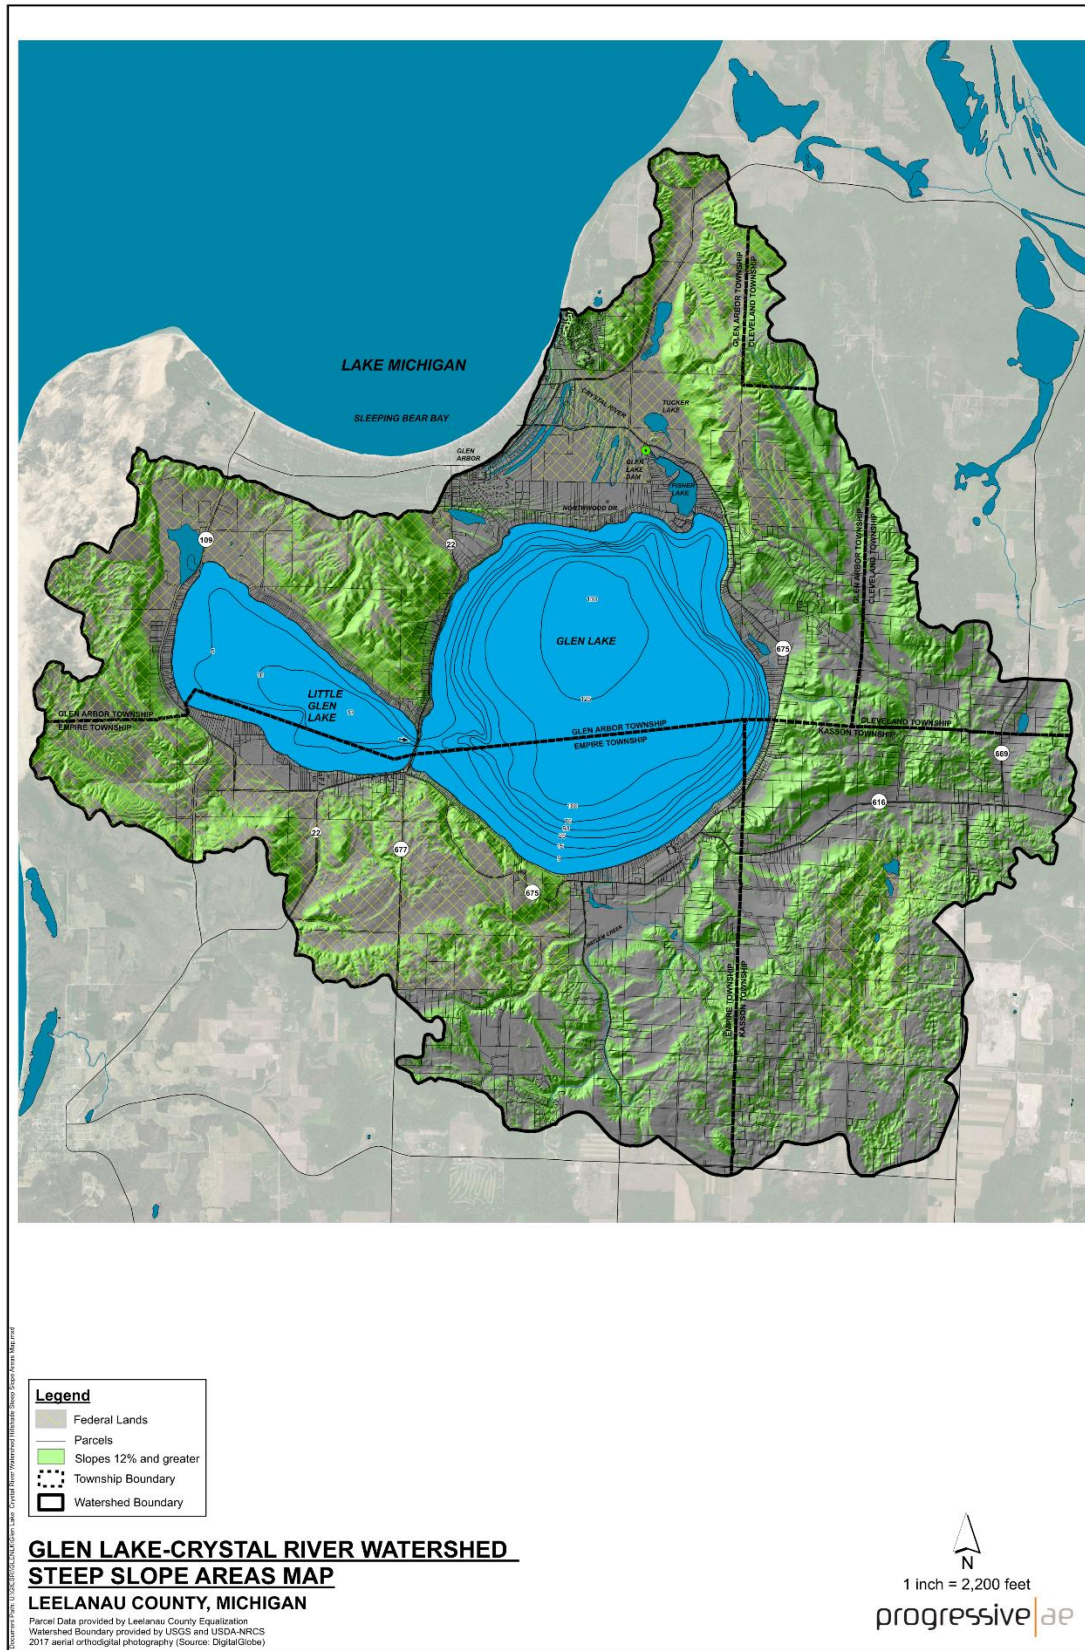 LAKE MICHIGAN
SLEEPING BEAR BAY
GLEN
ARBOR
CRYSTAL RIVER
TUCKER
LAKE
GLEN
LAKE
DAM
FISHER
LAKE
NORTHWOOD DR
GLEN ARBOR TOWNSHIP
CLEVELAND TOWNSHIP
GLEN ARBOR TOWNSHIP
CLEVELAND TOWNSHIP
109
22
133
GLEN LAKE
675
125
LITTLE
GLEN
LAKE
GLEN ARBOR TOWNSHIP
EMPIRE TOWNSHIP
GLEN ARBOR TOWNSHIP
EMPIRE TOWNSHIP
CLEVELAND TOWNSHIP
KASSON TOWNSHIP
669
616
22
677
675
HATLEM CREEK
EMPIRE TOWNSHIP
KASSON TOWNSHIP
Legend
Federal Lands
Parcels
Slopes 12% and greater
Township Boundary
Watershed Boundary
GLEN LAKE-CRYSTAL RIVER WATERSHED
STEEP SLOPE AREAS MAP
LEELANAU COUNTY, MICHIGAN
Parcel Data provided by Leelanau County Equalization
Watershed Boundary provided by USGS and USDA-NRCS
2017 aerial orthodigital photography (Source: DigitalGlobe)
N
1 inch = 2,200 feet
progressive ae